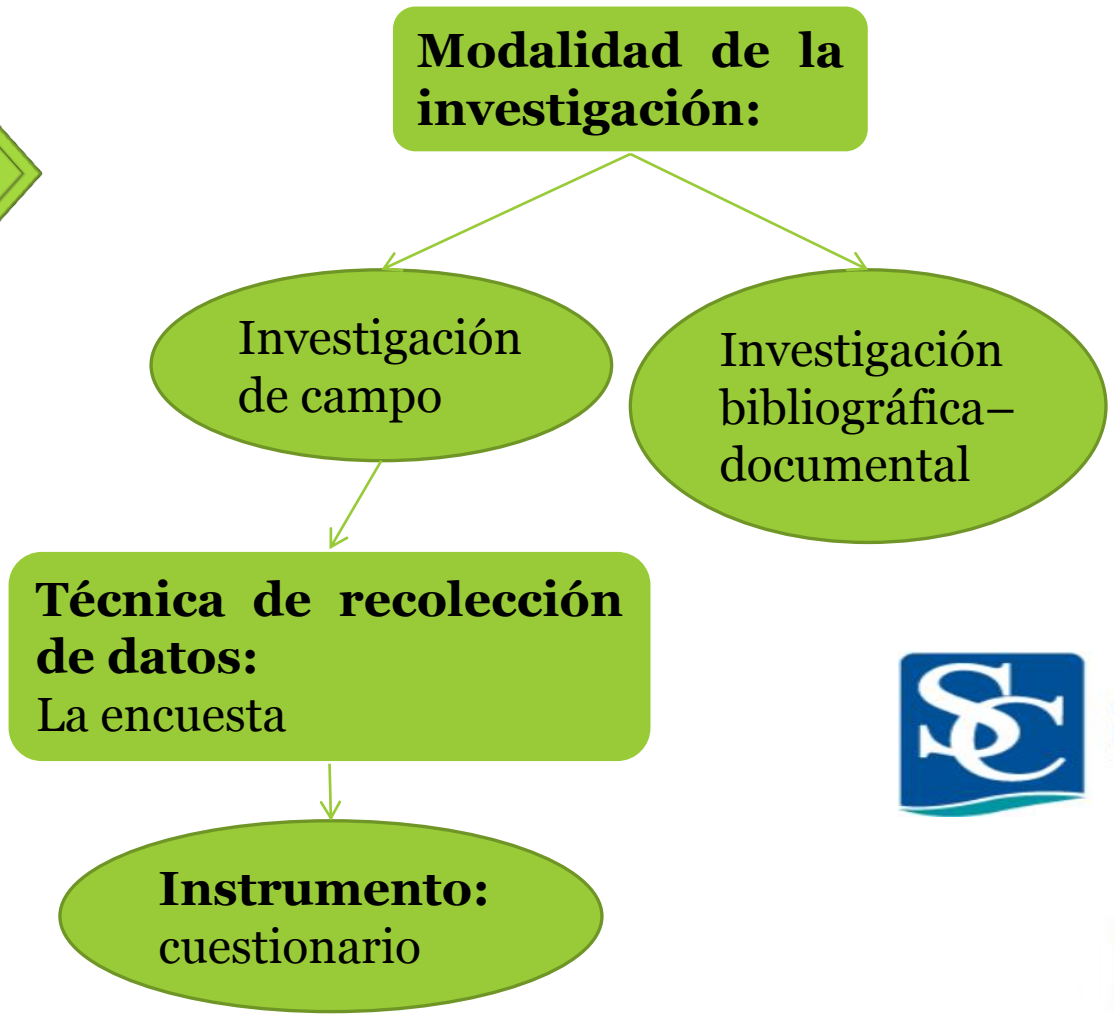 Modalidad de la
investigación:
Investigación
de campo
Investigación
bibliográfica–
documental
Técnica de recolección
de datos:
La encuesta
SC
Instrumento:
cuestionario